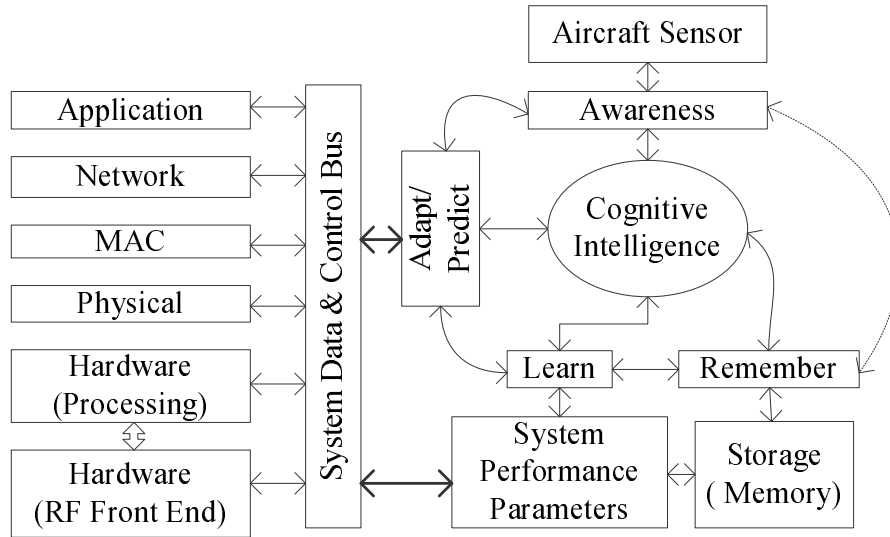 Aircraft Sensor
Application
Awareness
Network
MAC
Physical
Hardware
(Processing)
Hardware
(RF Front End)
System Data & Control Bus
Adapt/
Predict
Cognitive
Intelligence
Learn
Remember
System
Performance
Parameters
Storage
( Memory)